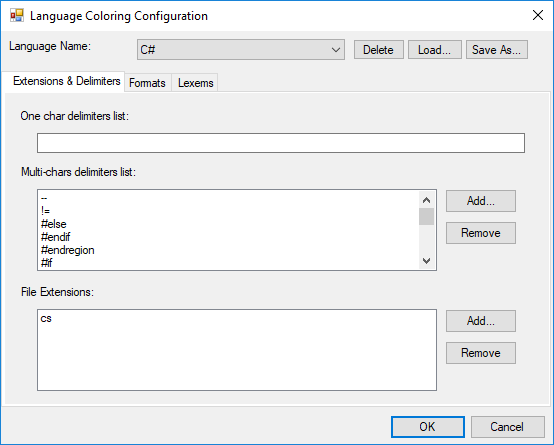 Language Coloring Configuration
Language Name:
C#
Delete
Load...
Save As...
Extensions & Delimiters
Formats
Lexems
One char delimiters list:
Multi-chars delimiters list:
--
!=
#else
#endif
#endregion
#if
Add...
Remove
File Extensions:
cs
Add...
Remove
OK
Cancel